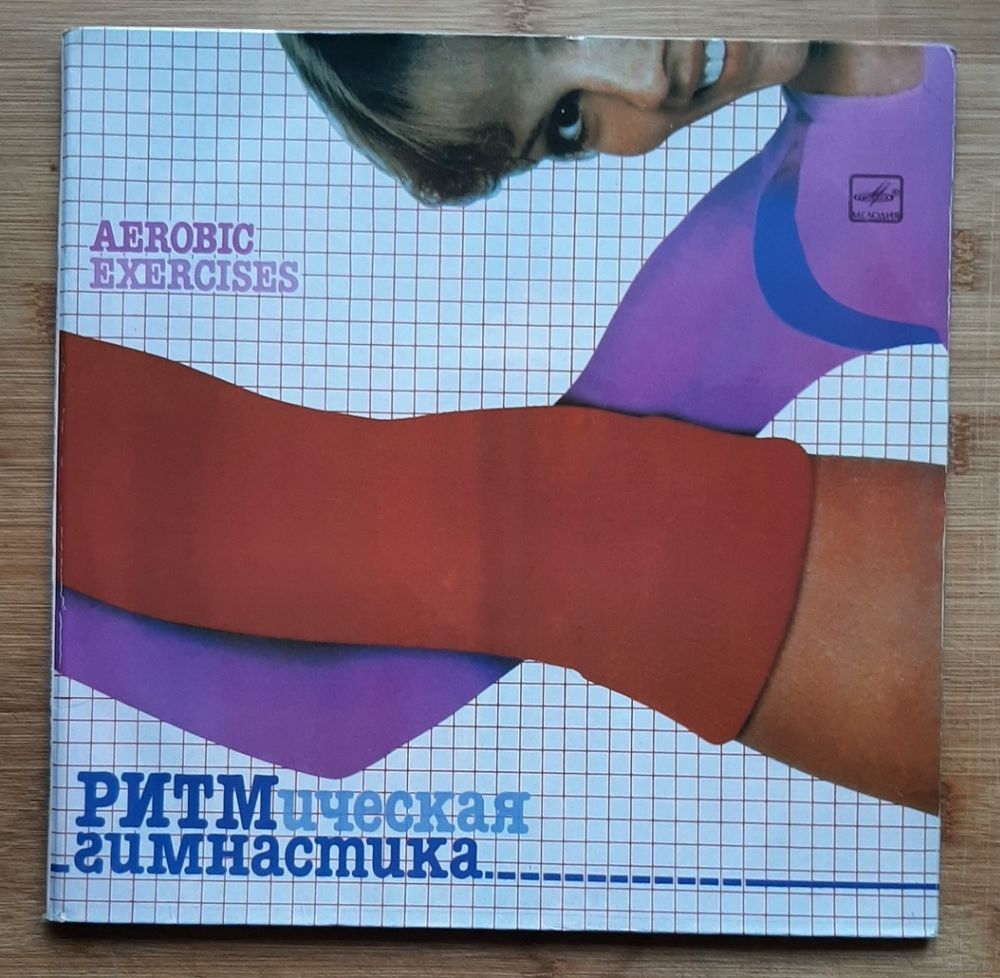 AEROBIC
EXERCISES
МЕЛОДИЯ
РИТМическая
гимнастика